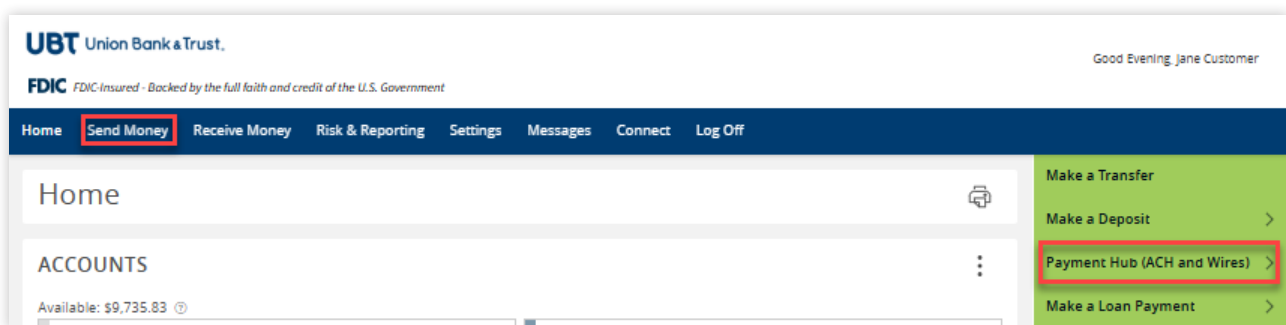 UBT Union Bank & Trust.
Good Evening, Jane Customer
FDIC FDIC-Insured - Backed by the full faith and credit of the U.S. Government
Home Send Money Receive Money Risk & Reporting Settings Messages Connect Log Off
Home
ACCOUNTS
Available: $9,735.83
Make a Transfer
Make a Deposit
Payment Hub (ACH and Wires)
Make a Loan Payment